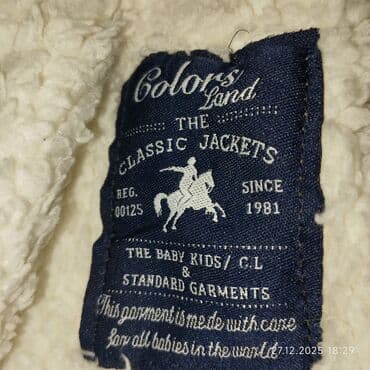 Colors
Land
THE
CLASSIC JACKETS
REG.
00125
SINCE
1981
THE BABY KIDS/ C.L
&
STANDARD GARMENTS
This garment is mede with care
for all babies in the world
7.12.2025 18:29